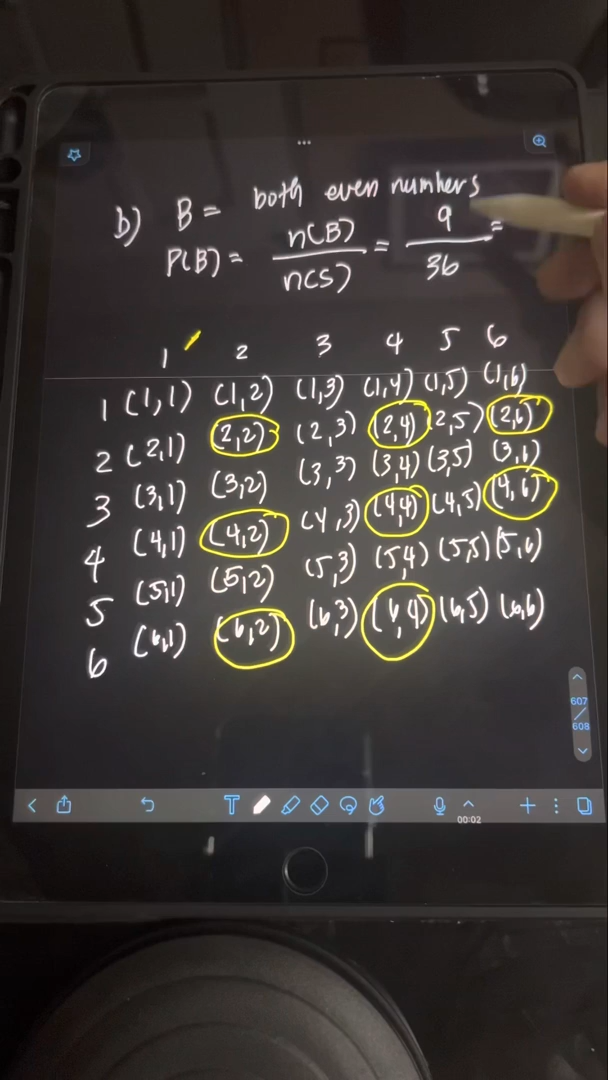 b) B = both even numbers
P(B) = n(B) / n(S) = 9 / 36 =
1 2 3 4 5 6
1 (1,1) (1,2) (1,3) (1,4) (1,5) (1,6)
2 (2,1) (2,2) (2,3) (2,4) (2,5) (2,6)
3 (3,1) (3,2) (3,3) (3,4) (3,5) (3,6)
4 (4,1) (4,2) (4,3) (4,4) (4,5) (4,6)
5 (5,1) (5,2) (5,3) (5,4) (5,5) (5,6)
6 (6,1) (6,2) (6,3) (6,4) (6,5) (6,6)
607
/
608
T
00:02